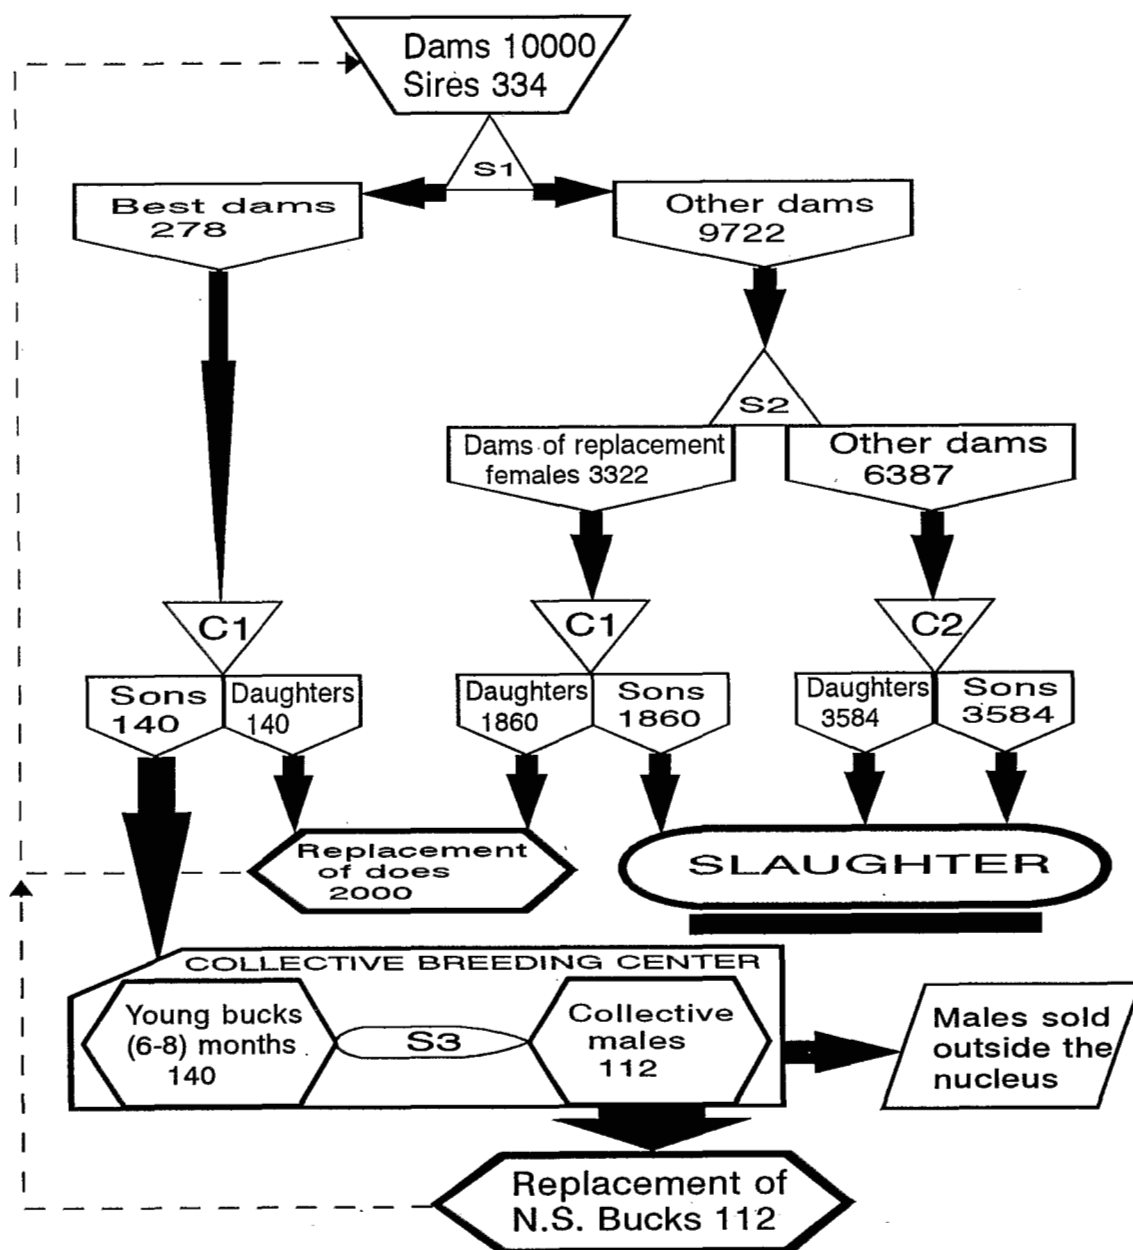 Dams 10000
Sires 334
S1
Best dams
278
Other dams
9722
S2
Dams of replacement
females 3322
Other dams
6387
C1
C1
C2
Sons
140
Daughters
140
Daughters
1860
Sons
1860
Daughters
3584
Sons
3584
Replacement
of does
2000
SLAUGHTER
COLLECTIVE BREEDING CENTER
Young bucks
(6-8) months
140
S3
Collective
males
112
Males sold
outside the
nucleus
Replacement of
N.S. Bucks 112